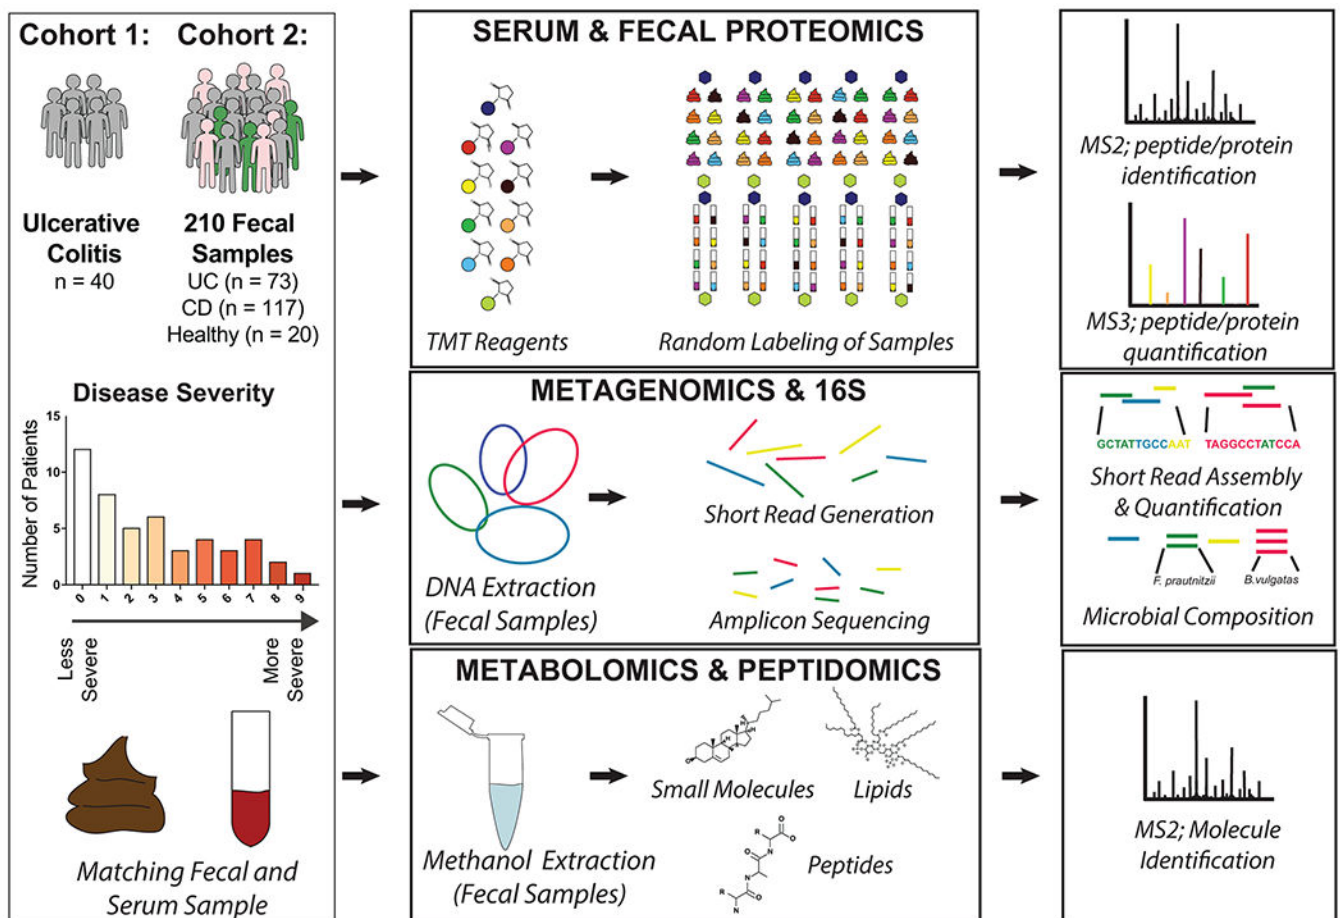 Cohort 1:
Cohort 2:
Ulcerative
Colitis
n = 40
210 Fecal
Samples
UC (n = 73)
CD (n = 117)
Healthy (n = 20)
Disease Severity
Number of Patients
15
10
5
0
0 1 2 3 4 5 6 7 8 9
Less
Severe
More
Severe
Matching Fecal and
Serum Sample
SERUM & FECAL PROTEOMICS
TMT Reagents
Random Labeling of Samples
MS2; peptide/protein
identification
MS3; peptide/protein
quantification
METAGENOMICS & 16S
DNA Extraction
(Fecal Samples)
Short Read Generation
Amplicon Sequencing
GCTATTGCCAAT
TAGGCCTATCCA
Short Read Assembly
& Quantification
F. prautnitzii
B.vulgatas
Microbial Composition
METABOLOMICS & PEPTIDOMICS
Methanol Extraction
(Fecal Samples)
Small Molecules
Lipids
Peptides
MS2; Molecule
Identification